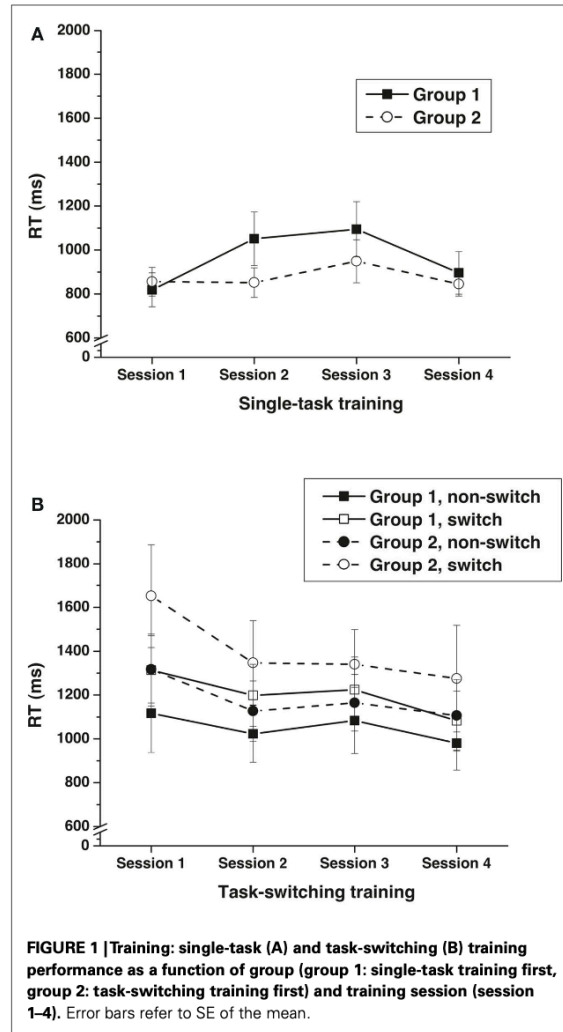 A
2000
1800
1600
1400
1200
1000
800
600
0
RT (ms)
Group 1
Group 2
Session 1 Session 2 Session 3 Session 4
Single-task training
B
Group 1, non-switch
Group 1, switch
Group 2, non-switch
Group 2, switch
2000
1800
1600
1400
1200
1000
800
600
0
RT (ms)
Session 1 Session 2 Session 3 Session 4
Task-switching training
FIGURE 1 | Training: single-task (A) and task-switching (B) training
performance as a function of group (group 1: single-task training first,
group 2: task-switching training first) and training session (session
1–4). Error bars refer to SE of the mean.